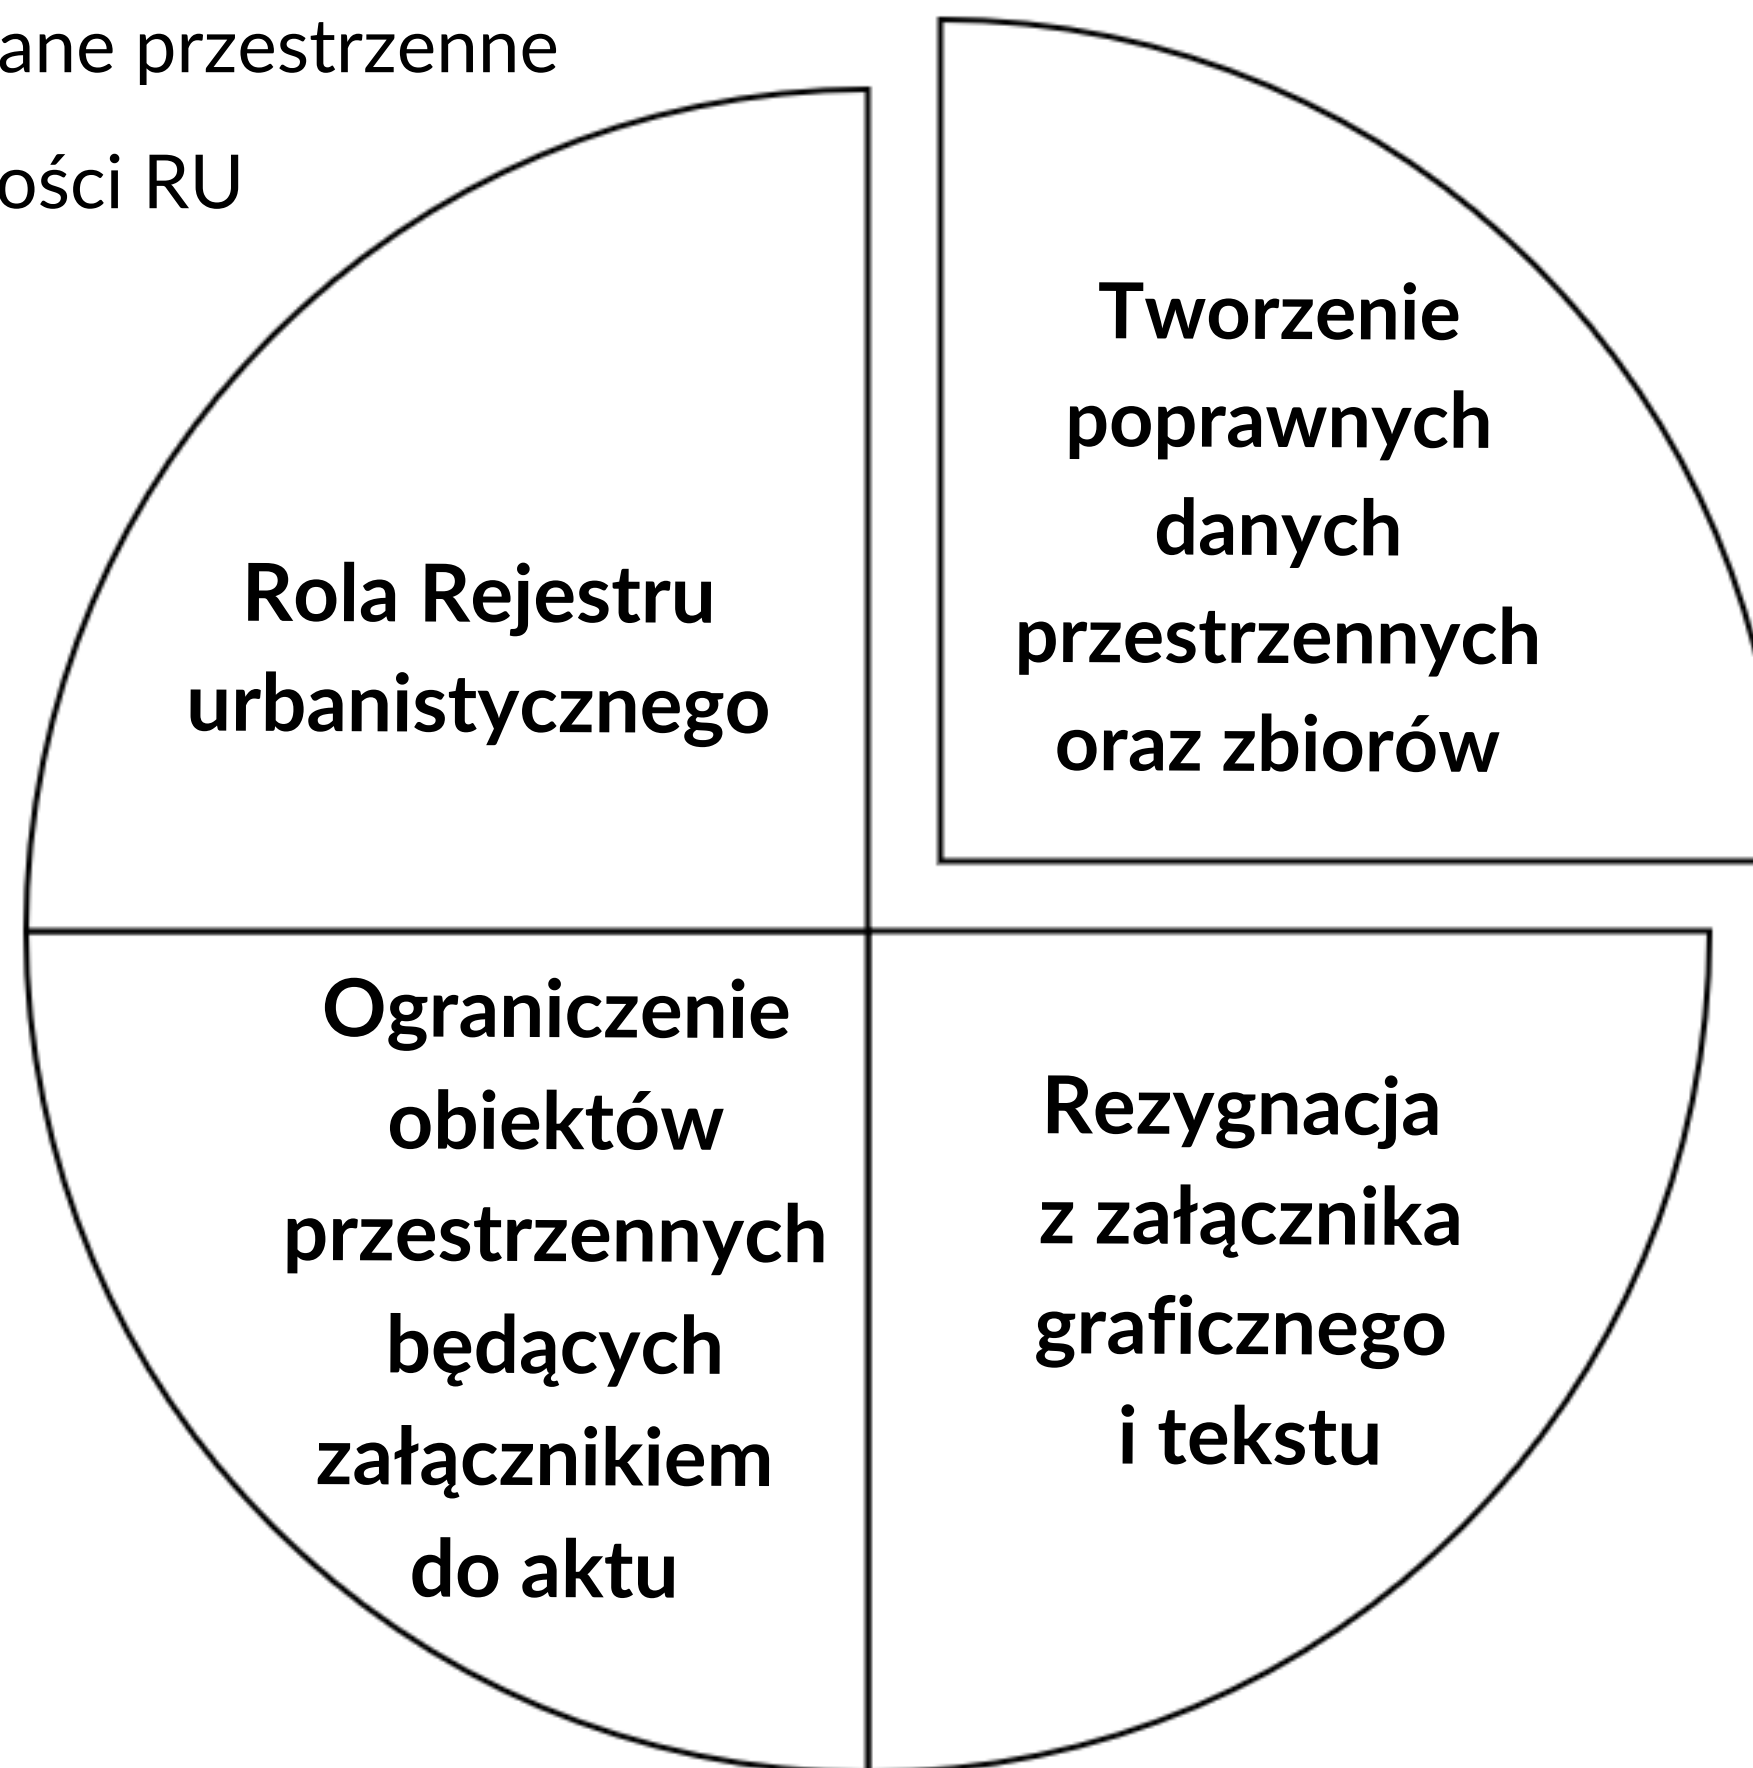 ane przestrzenne
ości RU
Rola Rejestru
urbanistycznego
Tworzenie
poprawnych
danych
przestrzennych
oraz zbiorów
Ograniczenie
obiektów
przestrzennych
będących
załącznikiem
do aktu
Rezygnacja
z załącznika
graficznego
i tekstu